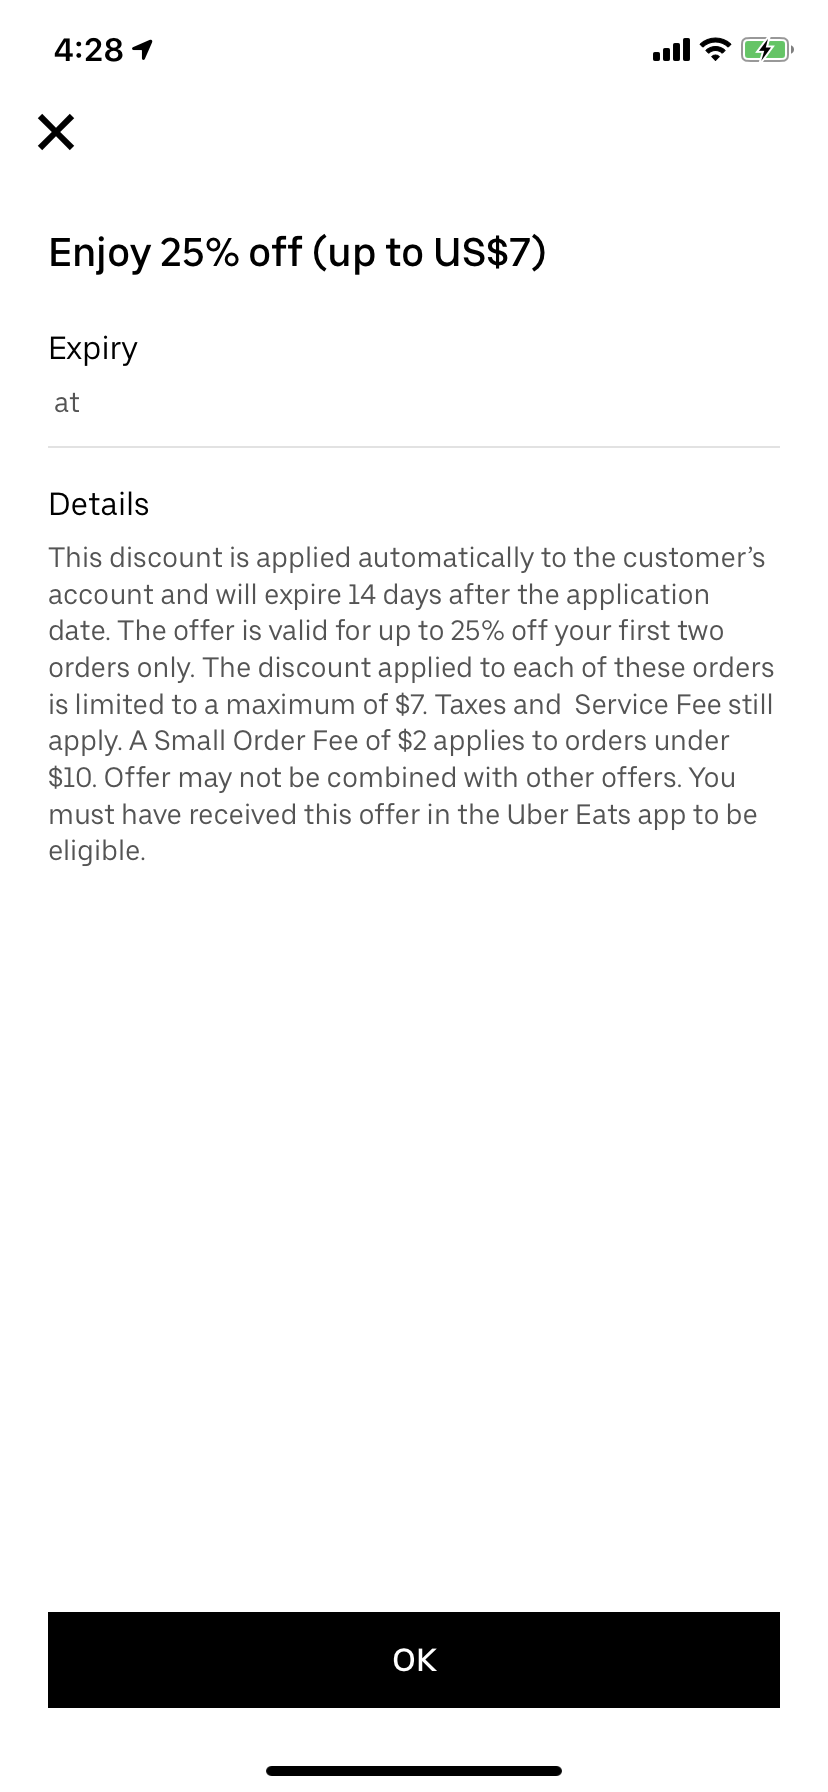 4:28
Enjoy 25% off (up to US$7)
Expiry
at
Details
This discount is applied automatically to the customer’s
account and will expire 14 days after the application
date. The offer is valid for up to 25% off your first two
orders only. The discount applied to each of these orders
is limited to a maximum of $7. Taxes and  Service Fee still
apply. A Small Order Fee of $2 applies to orders under
$10. Offer may not be combined with other offers. You
must have received this offer in the Uber Eats app to be
eligible.
OK